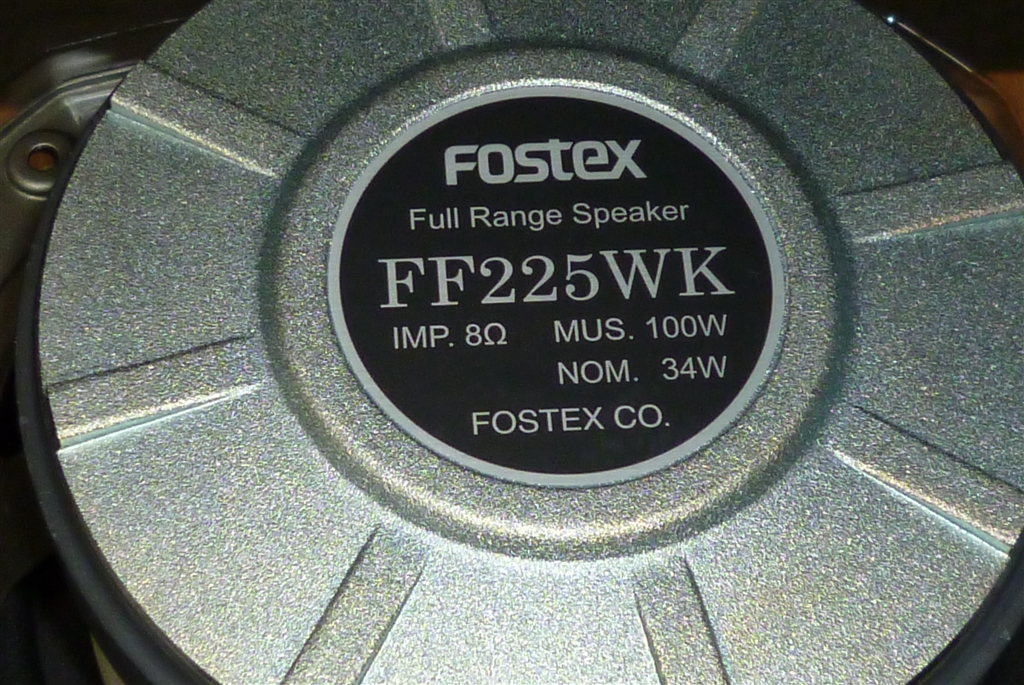 FOSTEX
Full Range Speaker
FF225WK
IMP. 8Ω MUS. 100W
NOM. 34W
FOSTEX CO.